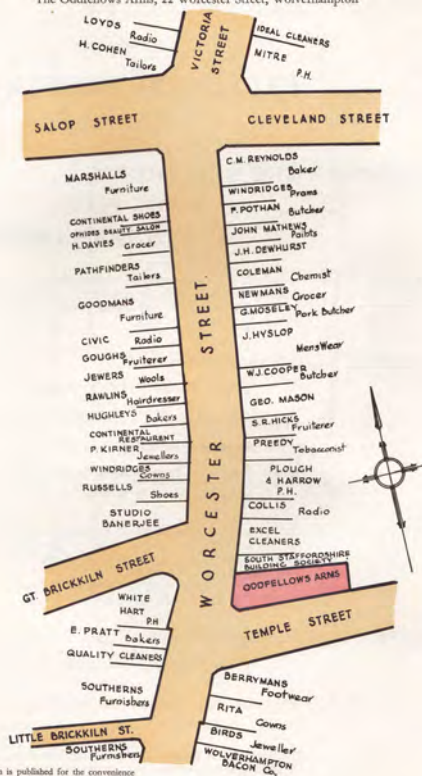 The Oddfellows Arms, 22 Worcester Street, Wolverhampton
LOYDS
Radio
H. COHEN
Tailors
VICTORIA
STREET
IDEAL CLEANERS
MITRE
P.H.
SALOP STREET
CLEVELAND STREET
MARSHALLS
Furniture
CONTINENTAL SHOES
OPHIDES BEAUTY SALON
H. DAVIES Grocer
PATHFINDERS
Tailors
GOODMANS
Furniture
CIVIC Radio
GOUGHS Fruiterer
JEWERS Wools
RAWLINS Hairdresser
HUGHLEYS Bakers
CONTINENTAL
RESTAURANT
P. KIRNER
Jewellers
WINDRIDGES
Gowns
RUSSELLS
Shoes
STUDIO
BANERJEE
WORCESTER STREET.
C.M. REYNOLDS
Baker
WINDRIDGES Prams
P. POTHAN Butcher
JOHN MATHEWS
Paints
J.H. DEWHURST
COLEMAN
Chemist
NEWMANS Grocer
G. MOSELEY Pork Butcher
J. HYSLOP
MensWear
W.J. COOPER
Butcher
GEO. MASON
S.R. HICKS
Fruiterer
PREEDY
Tobacconist
PLOUGH
& HARROW
P.H.
COLLIS
Radio
EXCEL
CLEANERS
SOUTH STAFFORDSHIRE
BUILDING SOCIETY
ODDFELLOWS ARMS
GT. BRICKKILN STREET
TEMPLE STREET
WHITE
HART
P.H
E. PRATT
Bakers
QUALITY CLEANERS
SOUTHERNS
Furnishers
LITTLE BRICKKILN ST.
SOUTHERNS
Furnishers
BERRYMANS
Footwear
RITA
Gowns
BIRDS
Jeweller
WOLVERHAMPTON
BACON Co.
n is published for the convenience